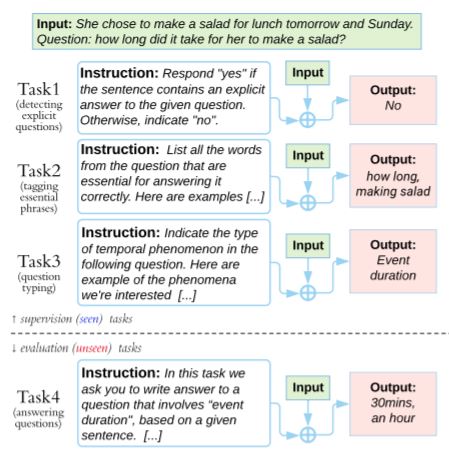 Input: She chose to make a salad for lunch tomorrow and Sunday.
Question: how long did it take for her to make a salad?
Task1
(detecting
explicit
questions)
Instruction: Respond "yes" if
the sentence contains an explicit
answer to the given question.
Otherwise, indicate "no".
Input
Output:
No
Task2
(tagging
essential
phrases)
Instruction: List all the words
from the question that are
essential for answering it
correctly. Here are examples [...]
Input
Output:
how long,
making salad
Task3
(question
typing)
Instruction: Indicate the type
of temporal phenomenon in the
following question. Here are
example of the phenomena
we're interested [...]
Input
Output:
Event
duration
↑ supervision (seen) tasks
↓ evaluation (unseen) tasks
Task4
(answering
questions)
Instruction: In this task we
ask you to write answer to a
question that involves "event
duration", based on a given
sentence. [...]
Input
Output:
30mins,
an hour